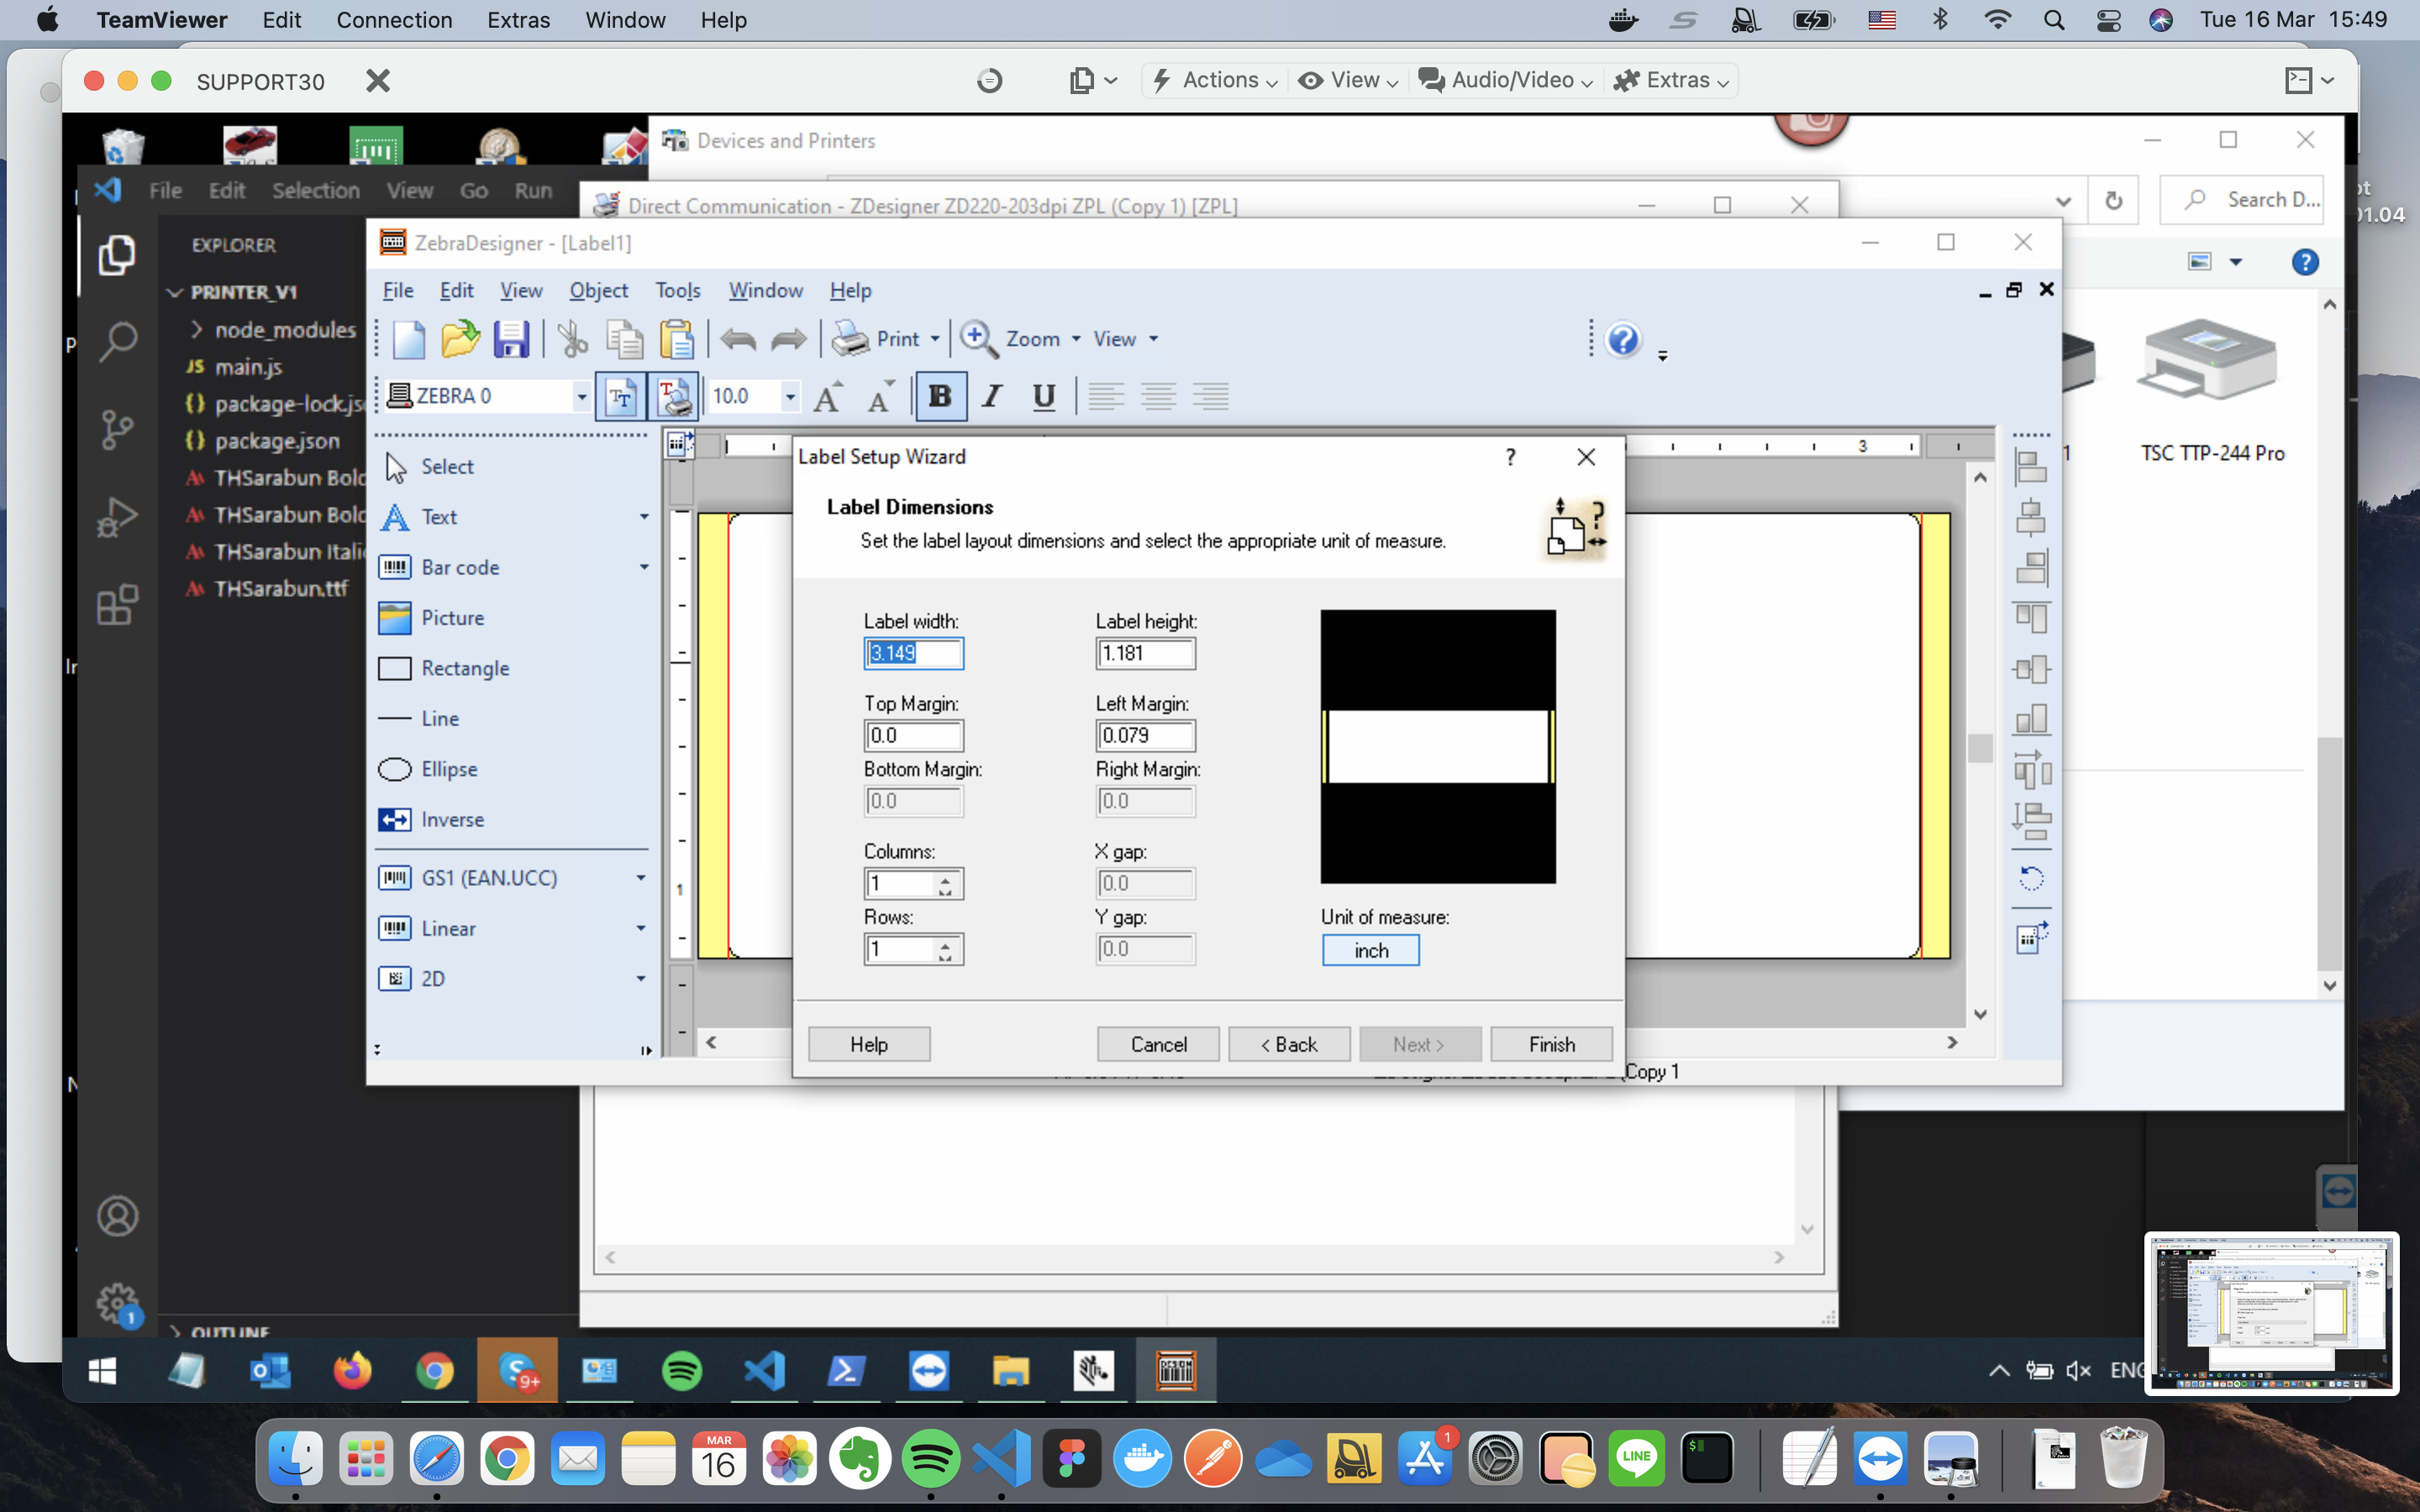 TeamViewer Edit Connection Extras Window Help
Tue 16 Mar 15:49
SUPPORT30
Actions View Audio/Video Extras
Devices and Printers
File Edit Selection View Go Run
Direct Communication - ZDesigner ZD220-203dpi ZPL (Copy 1) [ZPL]
Search D...
01.04
EXPLORER
ZebraDesigner - [Label1]
PRINTER_V1
node_modules
main.js
package-lock.js
package.json
THSarabun Bold
THSarabun Bold
THSarabun Italic
THSarabun.ttf
OUTLINE
File Edit View Object Tools Window Help
Print Zoom View
ZEBRA 0
10.0
B I U
Select
Text
Bar code
Picture
Rectangle
Line
Ellipse
Inverse
GS1 (EAN.UCC)
Linear
2D
3
1
TSC TTP-244 Pro
Label Setup Wizard
Label Dimensions
Set the label layout dimensions and select the appropriate unit of measure.
Label width: Label height:
3.149 1.181
Top Margin: Left Margin:
0.0 0.079
Bottom Margin: Right Margin:
0.0 0.0
Columns: X gap:
1 0.0
Rows: Y gap: Unit of measure:
1 0.0 inch
Help Cancel < Back Next > Finish
(Copy 1
9+
ENG
MAR
16
1
LINE